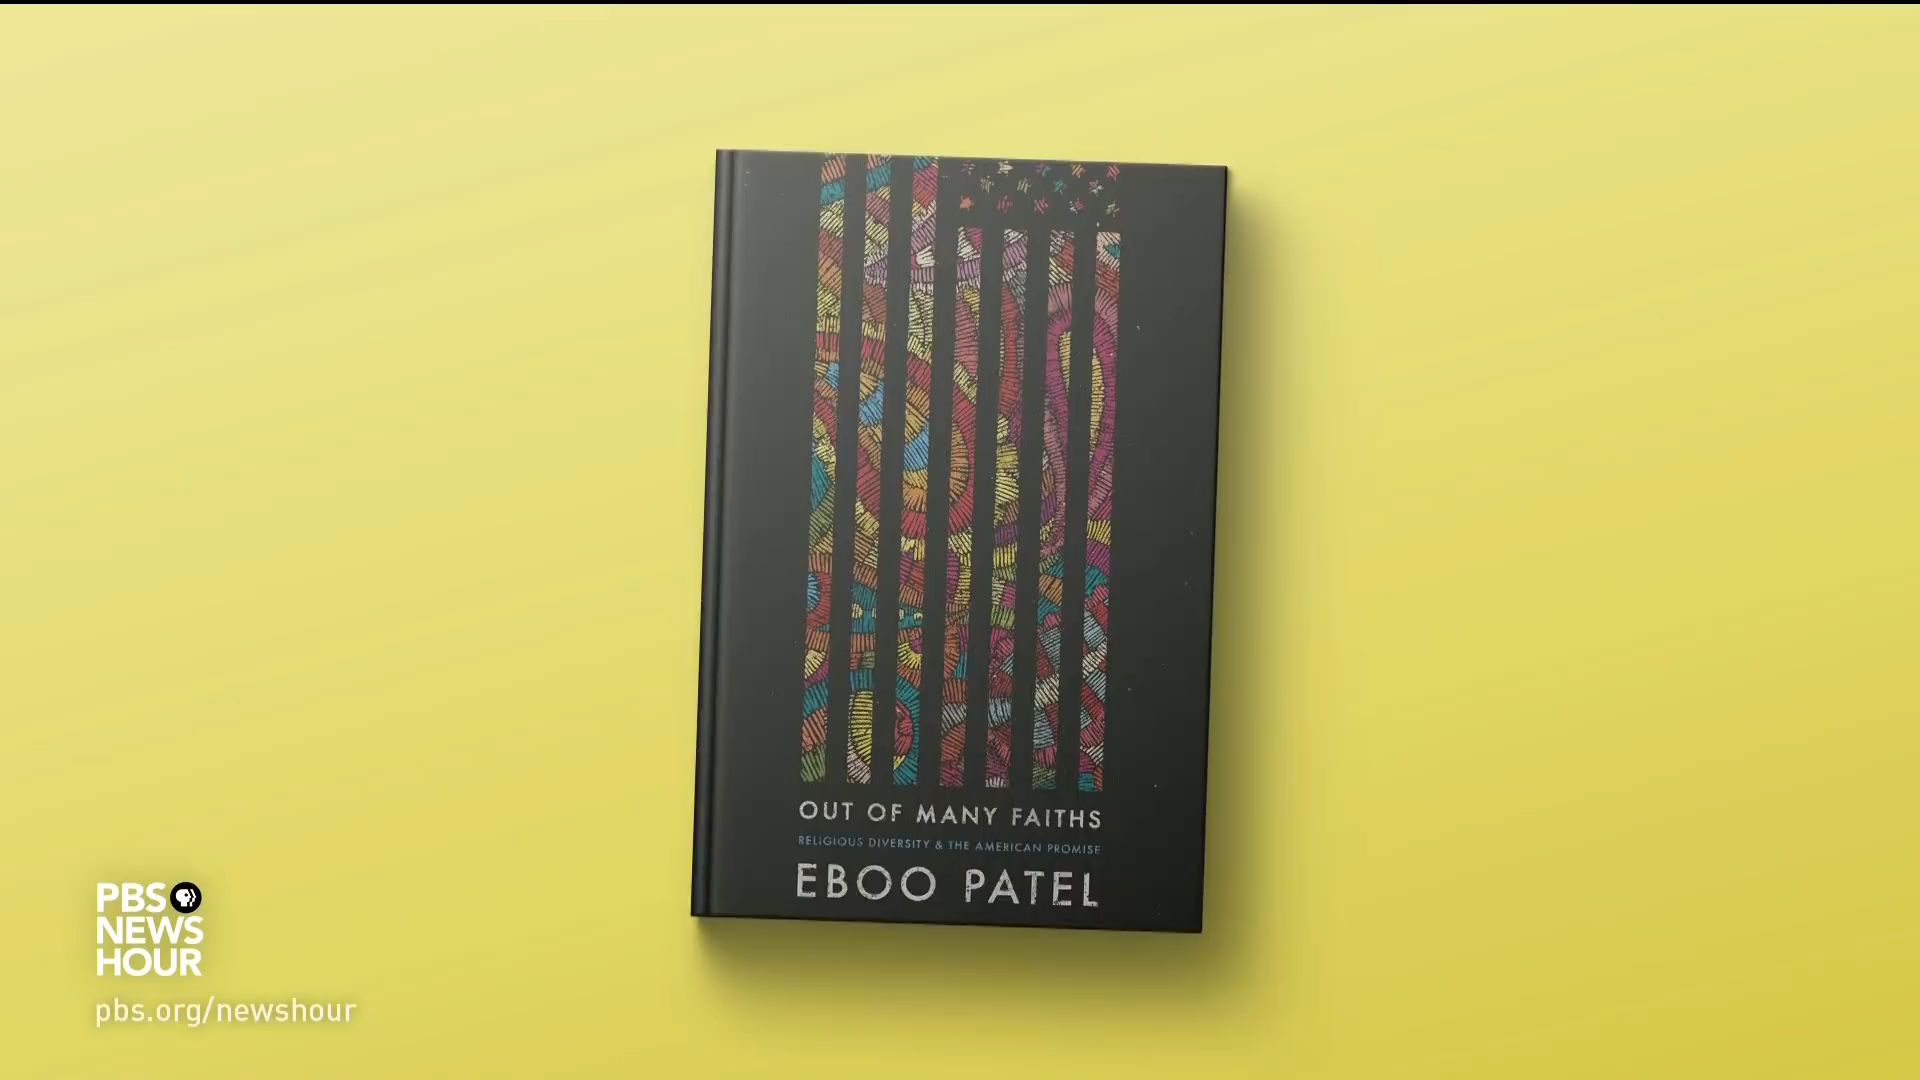 OUT OF MANY FAITHS
RELIGIOUS DIVERSITY & THE AMERICAN PROMISE
EBOO PATEL
PBS
NEWS
HOUR
pbs.org/newshour